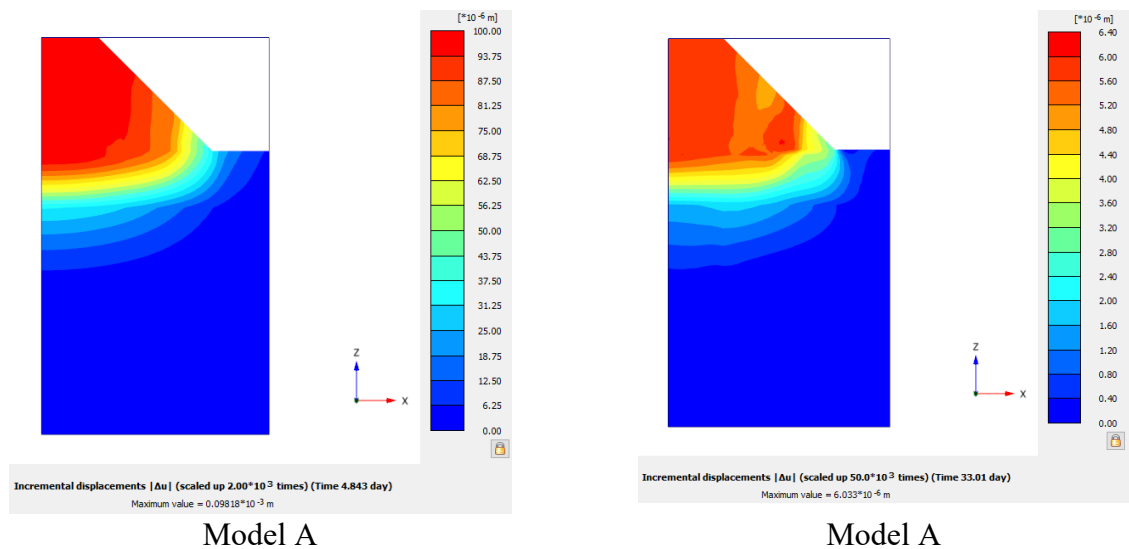 [*10 -6 m]
100.00
93.75
87.50
81.25
75.00
68.75
62.50
56.25
50.00
43.75
37.50
31.25
25.00
18.75
12.50
6.25
0.00
Z
X
Incremental displacements |Δu| (scaled up 2.00*10 3 times) (Time 4.843 day)
Maximum value = 0.09818*10 -3 m
Model A
[*10 -6 m]
6.40
6.00
5.60
5.20
4.80
4.40
4.00
3.60
3.20
2.80
2.40
2.00
1.60
1.20
0.80
0.40
0.00
Z
X
Incremental displacements |Δu| (scaled up 50.0*10 3 times) (Time 33.01 day)
Maximum value = 6.033*10 -6 m
Model A